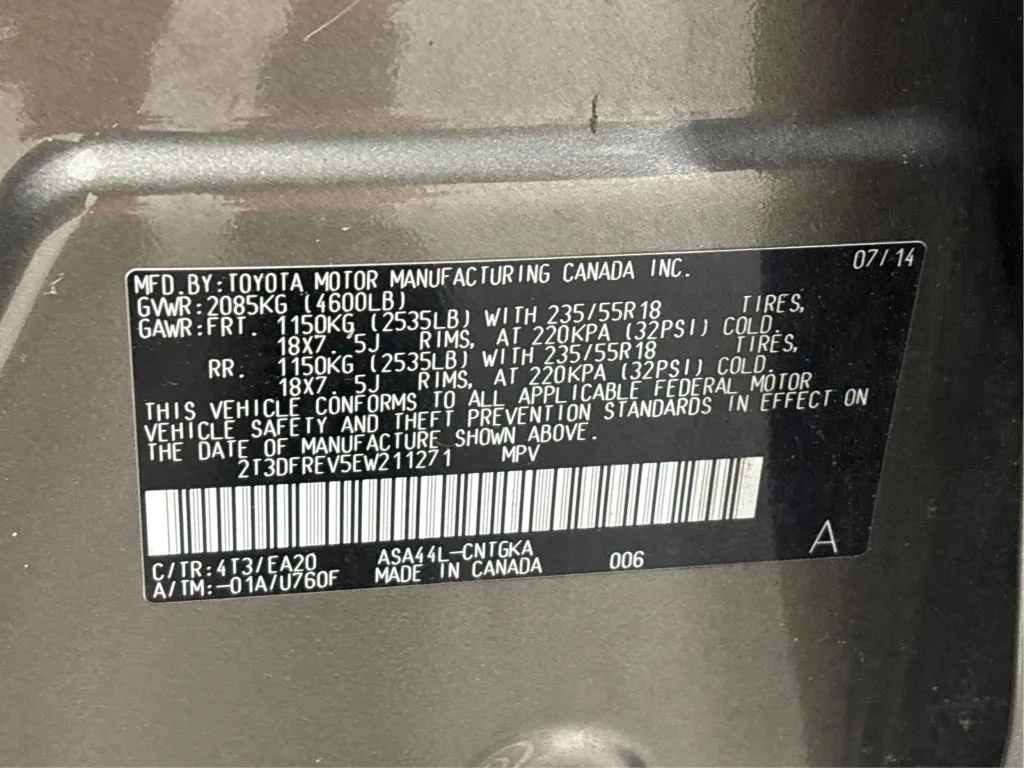 07/14
MFD.BY:TOYOTA MOTOR MANUFACTURING CANADA INC.
GVWR:2085KG (4600LB)
GAWR:FRT. 1150KG (2535LB) WITH 235/55R18 TIRES,
18X7. 5J RIMS, AT 220KPA (32PSI) COLD.
RR. 1150KG (2535LB) WITH 235/55R18 TIRES,
18X7. 5J RIMS, AT 220KPA (32PSI) COLD.
THIS VEHICLE CONFORMS TO ALL APPLICABLE FEDERAL MOTOR
VEHICLE SAFETY AND THEFT PREVENTION STANDARDS IN EFFECT ON
THE DATE OF MANUFACTURE SHOWN ABOVE.
2T3DFREV5EW211271 MPV
C/TR:4T3/EA20 ASA44L-CNTGKA 006 A
A/TM:-01A/U760F MADE IN CANADA